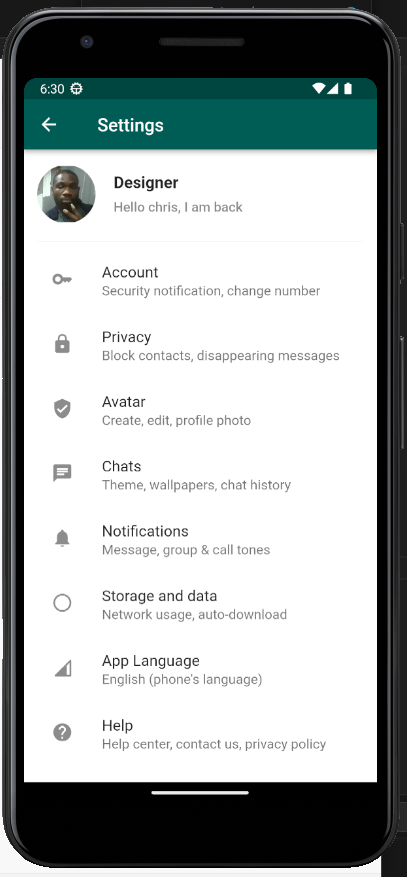 6:30
Settings
Designer
Hello chris, I am back
Account
Security notification, change number
Privacy
Block contacts, disappearing messages
Avatar
Create, edit, profile photo
Chats
Theme, wallpapers, chat history
Notifications
Message, group & call tones
Storage and data
Network usage, auto-download
App Language
English (phone's language)
Help
Help center, contact us, privacy policy